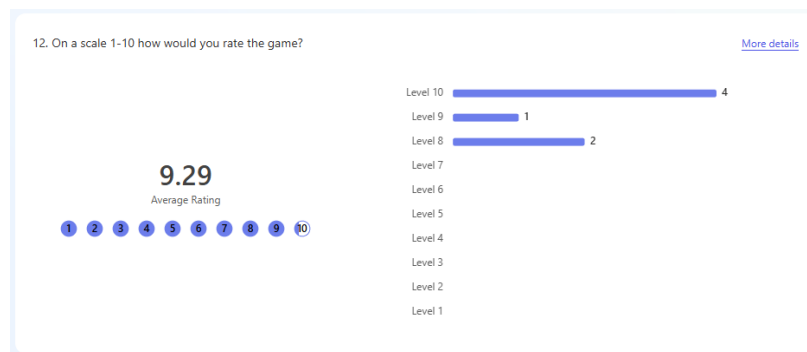 12. On a scale 1-10 how would you rate the game?
More details
9.29
Average Rating
1 2 3 4 5 6 7 8 9 10
Level 10 4
Level 9 1
Level 8 2
Level 7
Level 6
Level 5
Level 4
Level 3
Level 2
Level 1